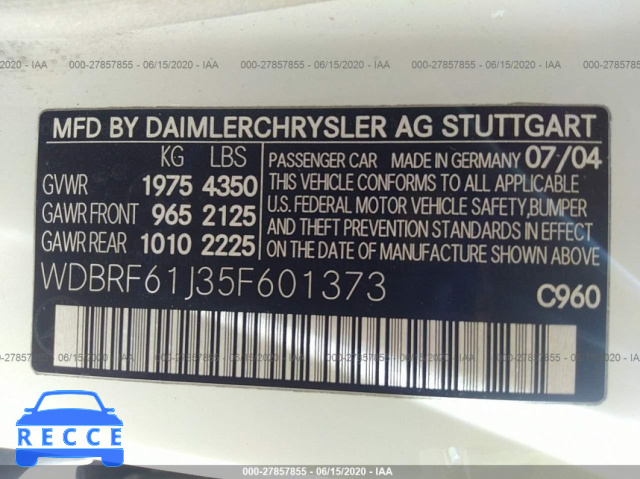 000-27857855 - 06/15/2020 - IAA
000-27857855 - 06/15/2020 - IAA
MFD BY DAIMLERCHRYSLER AG STUTTGART
KG LBS
GVWR 1975 4350
GAWR FRONT 965 2125
GAWR REAR 1010 2225
PASSENGER CAR MADE IN GERMANY 07/04
THIS VEHICLE CONFORMS TO ALL APPLICABLE
U.S. FEDERAL MOTOR VEHICLE SAFETY, BUMPER
AND THEFT PREVENTION STANDARDS IN EFFECT
ON THE DATE OF MANUFACTURE SHOWN ABOVE.
WDBRF61J35F601373
C960
000-27857855 - 06/15/2020 - IAA
000-27857855 - 06/15/2020 - IAA
RECCE
000-27857855 - 06/15/2020 - IAA